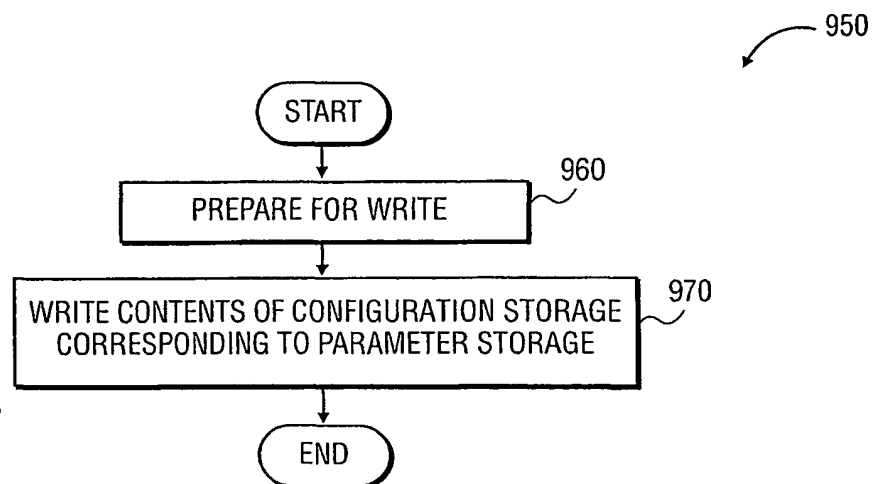 950
START
960
PREPARE FOR WRITE
970
WRITE CONTENTS OF CONFIGURATION STORAGE
CORRESPONDING TO PARAMETER STORAGE
END